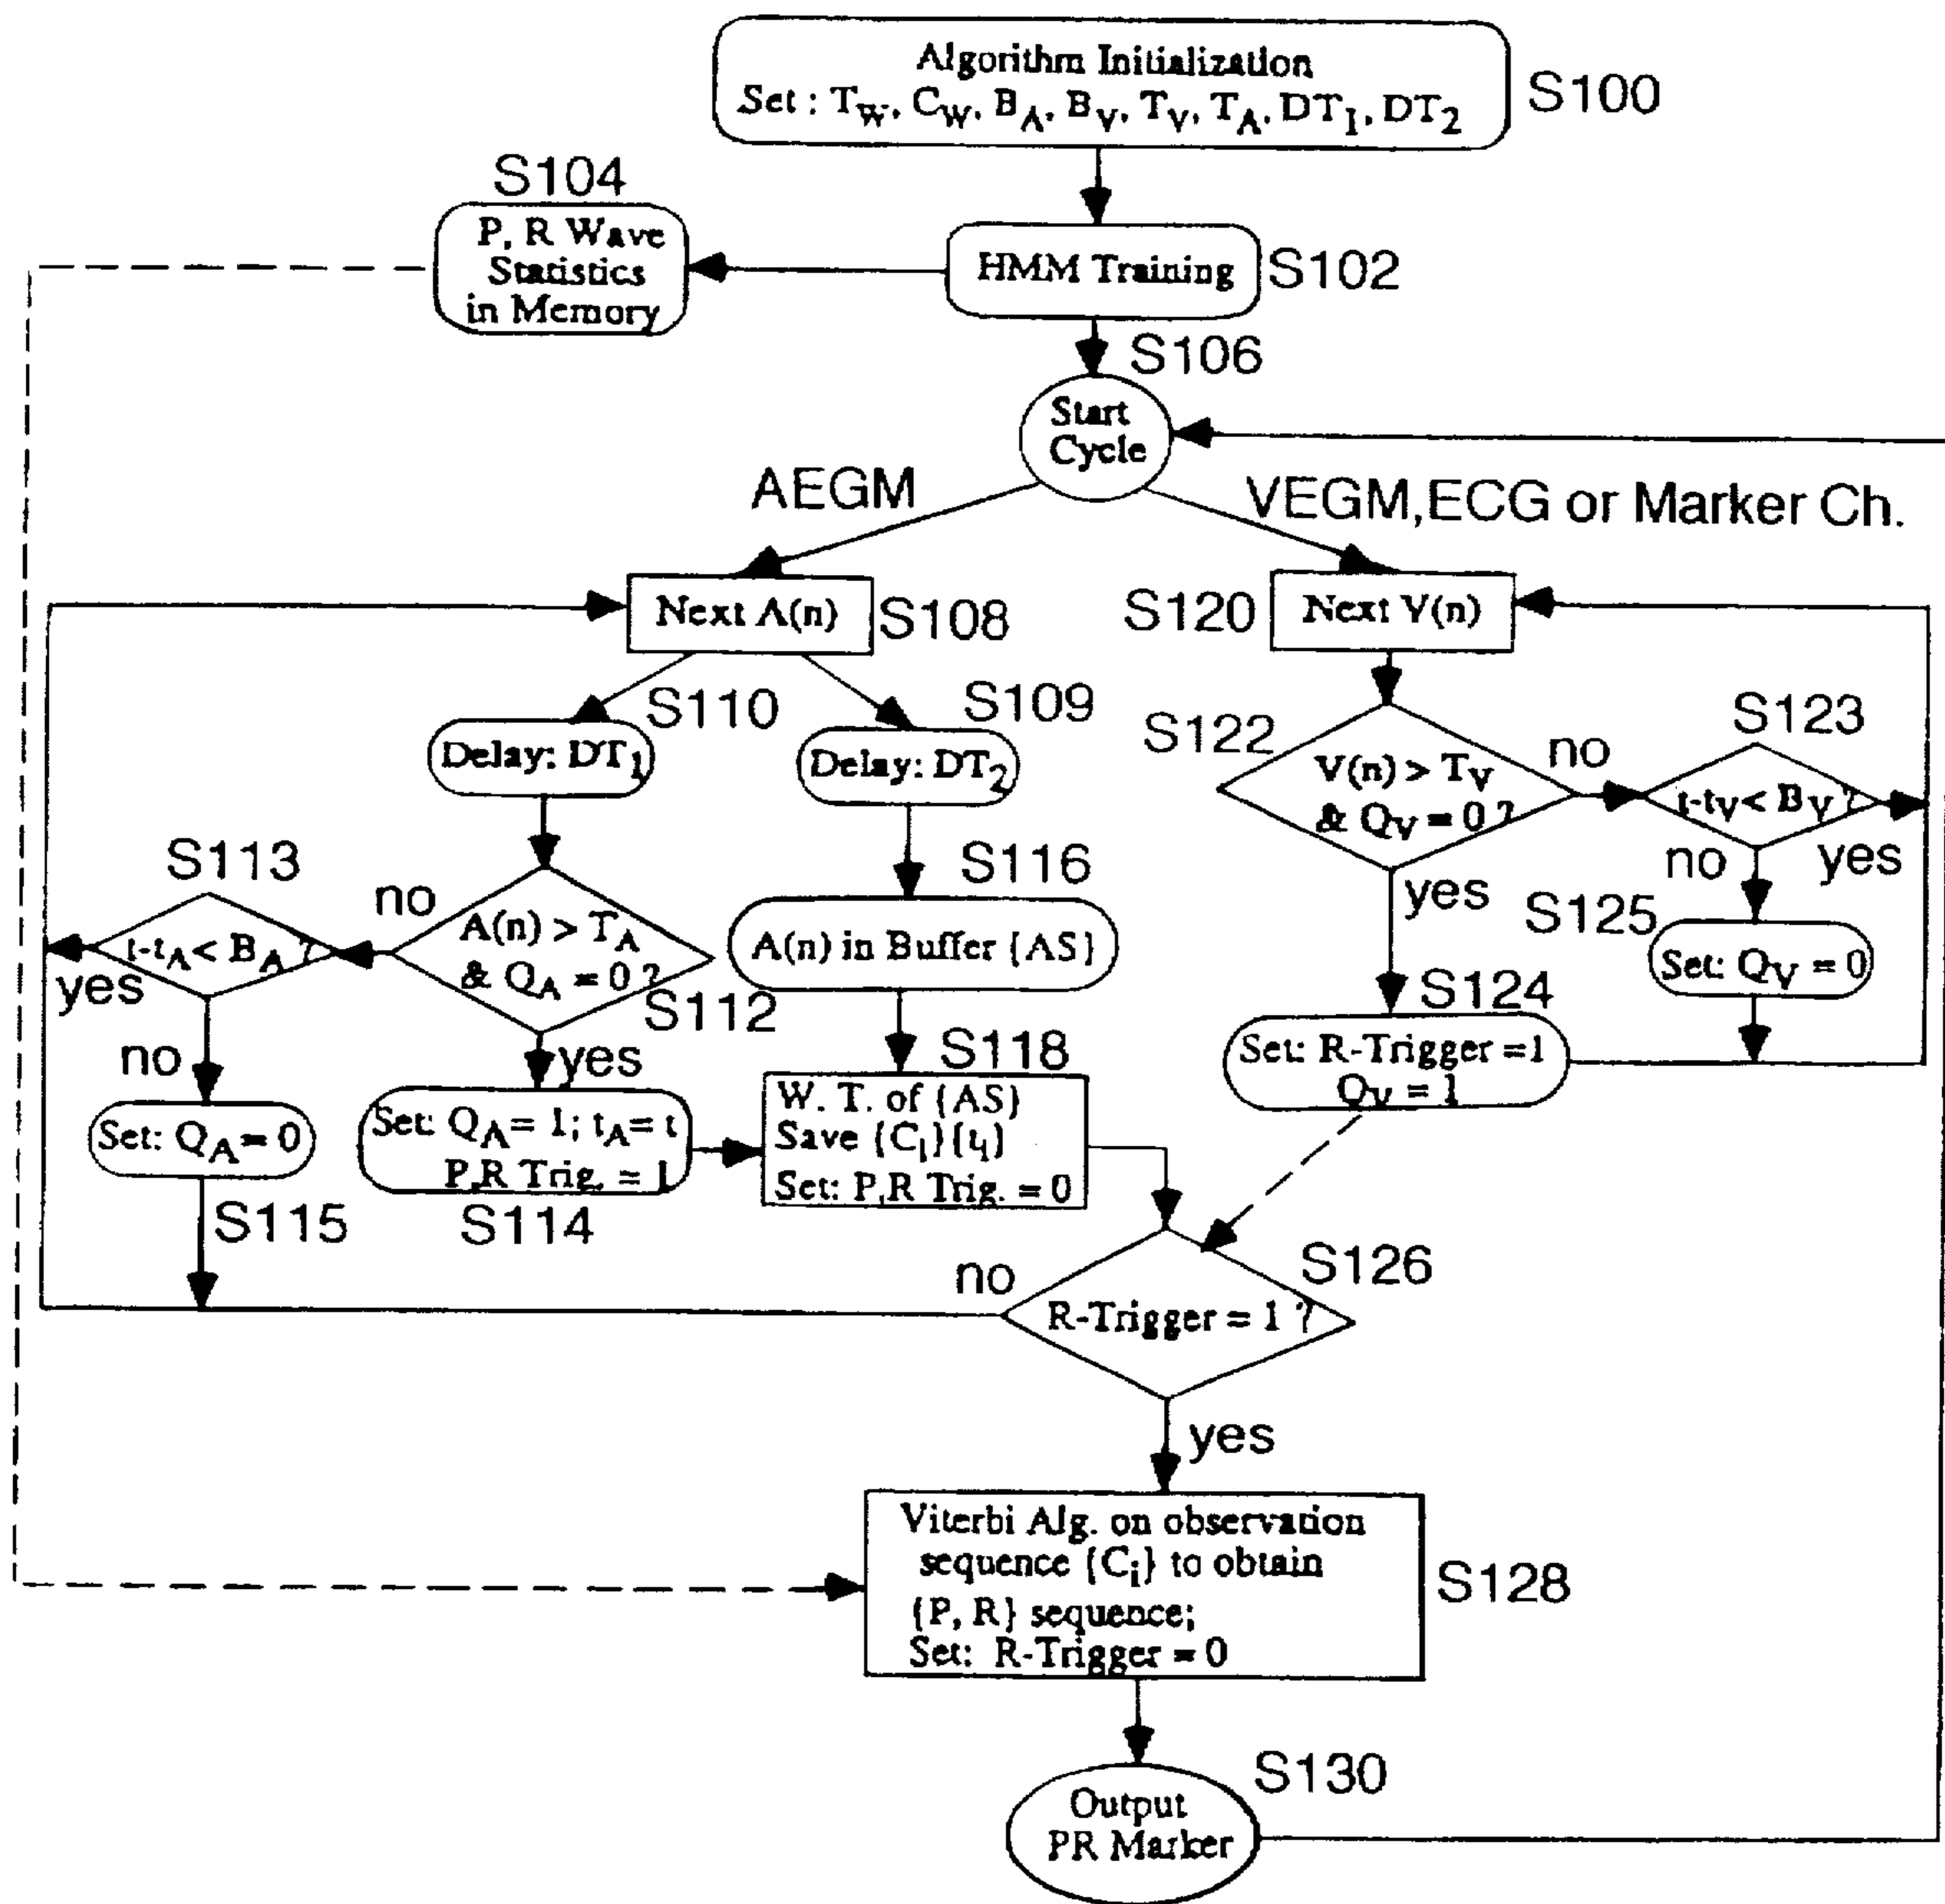 Algorithm Initialization
Set : TW, CW, BA, BV, TV, TA, DT1, DT2
S100
S104
P, R Wave
Statistics
in Memory
HMM Training
S102
S106
Start
Cycle
AEGM
VEGM,ECG or Marker Ch.
Next A(n)
S108
S120
Next V(n)
S110
S109
Delay: DT1
Delay: DT2
S122
V(n) > TV
& QV = 0 ?
no
S123
t-tV < BV ?
no
yes
S113
t-tA < BA ?
yes
no
no
A(n) > TA
& QA = 0 ?
S112
yes
S116
A(n) in Buffer {AS}
yes
S125
Set: QV = 0
S124
Set: R-Trigger =1
QV = 1
S118
W. T. of {AS}
Save {Ci}{ti}
Set: P,R Trig. = 0
Set: QA = 0
S115
Set: QA = 1; tA = t
P,R Trig. = 1
S114
no
S126
R-Trigger = 1 ?
yes
Viterbi Alg. on observation
sequence {Ci} to obtain
{P, R} sequence;
Set: R-Trigger = 0
S128
S130
Output
PR Marker